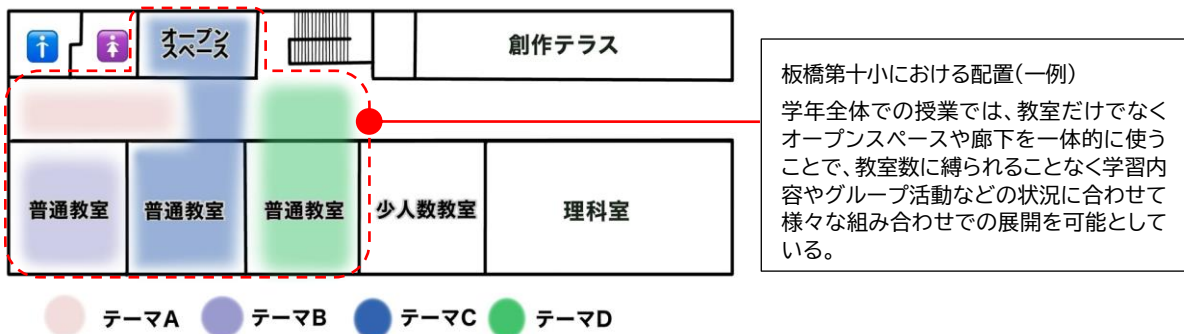 オープン
スペース
創作テラス
普通教室
普通教室
普通教室
少人数教室
理科室
テーマA
テーマB
テーマC
テーマD
板橋第十小における配置(一例)
学年全体での授業では、教室だけでなく
オープンスペースや廊下を一体的に使う
ことで、教室数に縛られることなく学習内
容やグループ活動などの状況に合わせて
様々な組み合わせでの展開を可能として
いる。